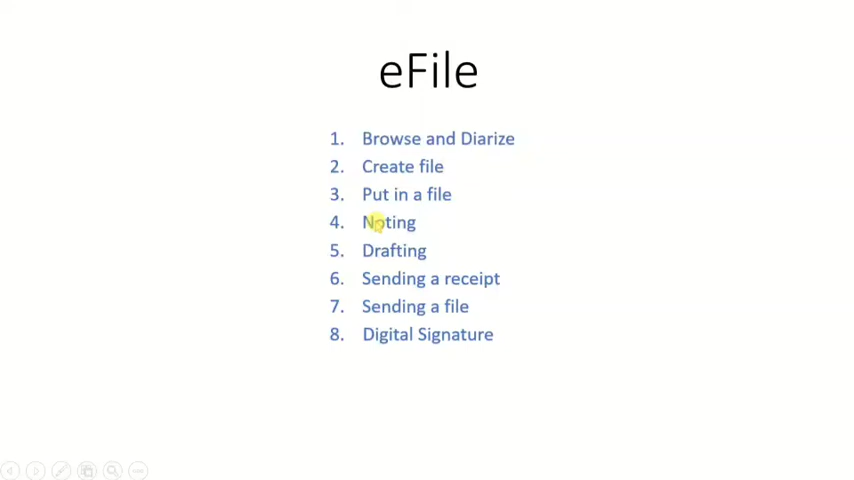 eFile
1. Browse and Diarize
2. Create file
3. Put in a file
4. Noting
5. Drafting
6. Sending a receipt
7. Sending a file
8. Digital Signature